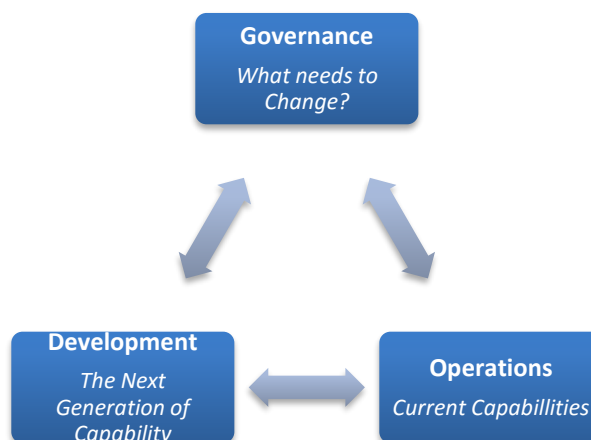 Governance
What needs to
Change?
Development
The Next
Generation of
Capability
Operations
Current Capabillities